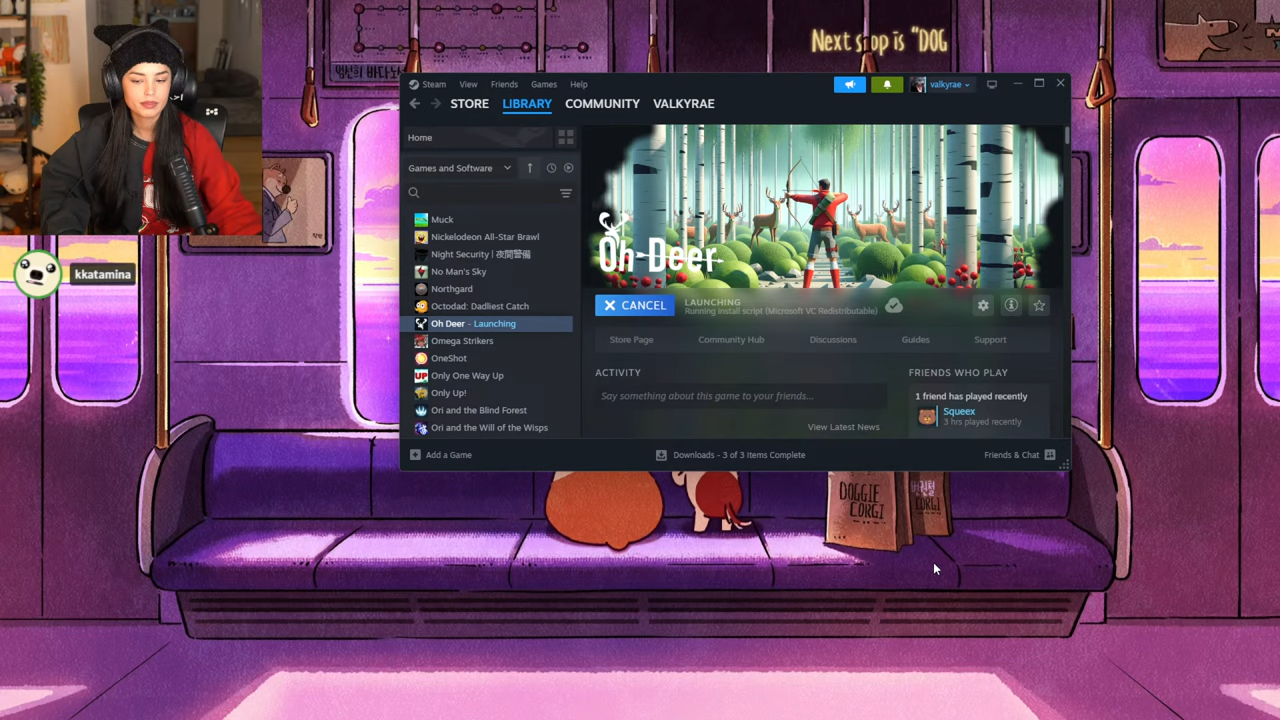 Next stop is "DOG
Steam View Friends Games Help
valkyrae
STORE LIBRARY COMMUNITY VALKYRAE
Home
Games and Software
Muck
Nickelodeon All-Star Brawl
Night Security | 夜間警備
No Man's Sky
Northgard
Octodad: Dadliest Catch
Oh Deer - Launching
Omega Strikers
OneShot
Only One Way Up
Only Up!
Ori and the Blind Forest
Ori and the Will of the Wisps
Oh Deer
CANCEL
LAUNCHING
Running install script (Microsoft VC Redistributable)
Store Page Community Hub Discussions Guides Support
ACTIVITY
Say something about this game to your friends...
View Latest News
FRIENDS WHO PLAY
1 friend has played recently
Squeex
3 hrs played recently
Add a Game
Downloads - 3 of 3 Items Complete
Friends & Chat
kkatamina
DOGGIE
CORGI
CORGI